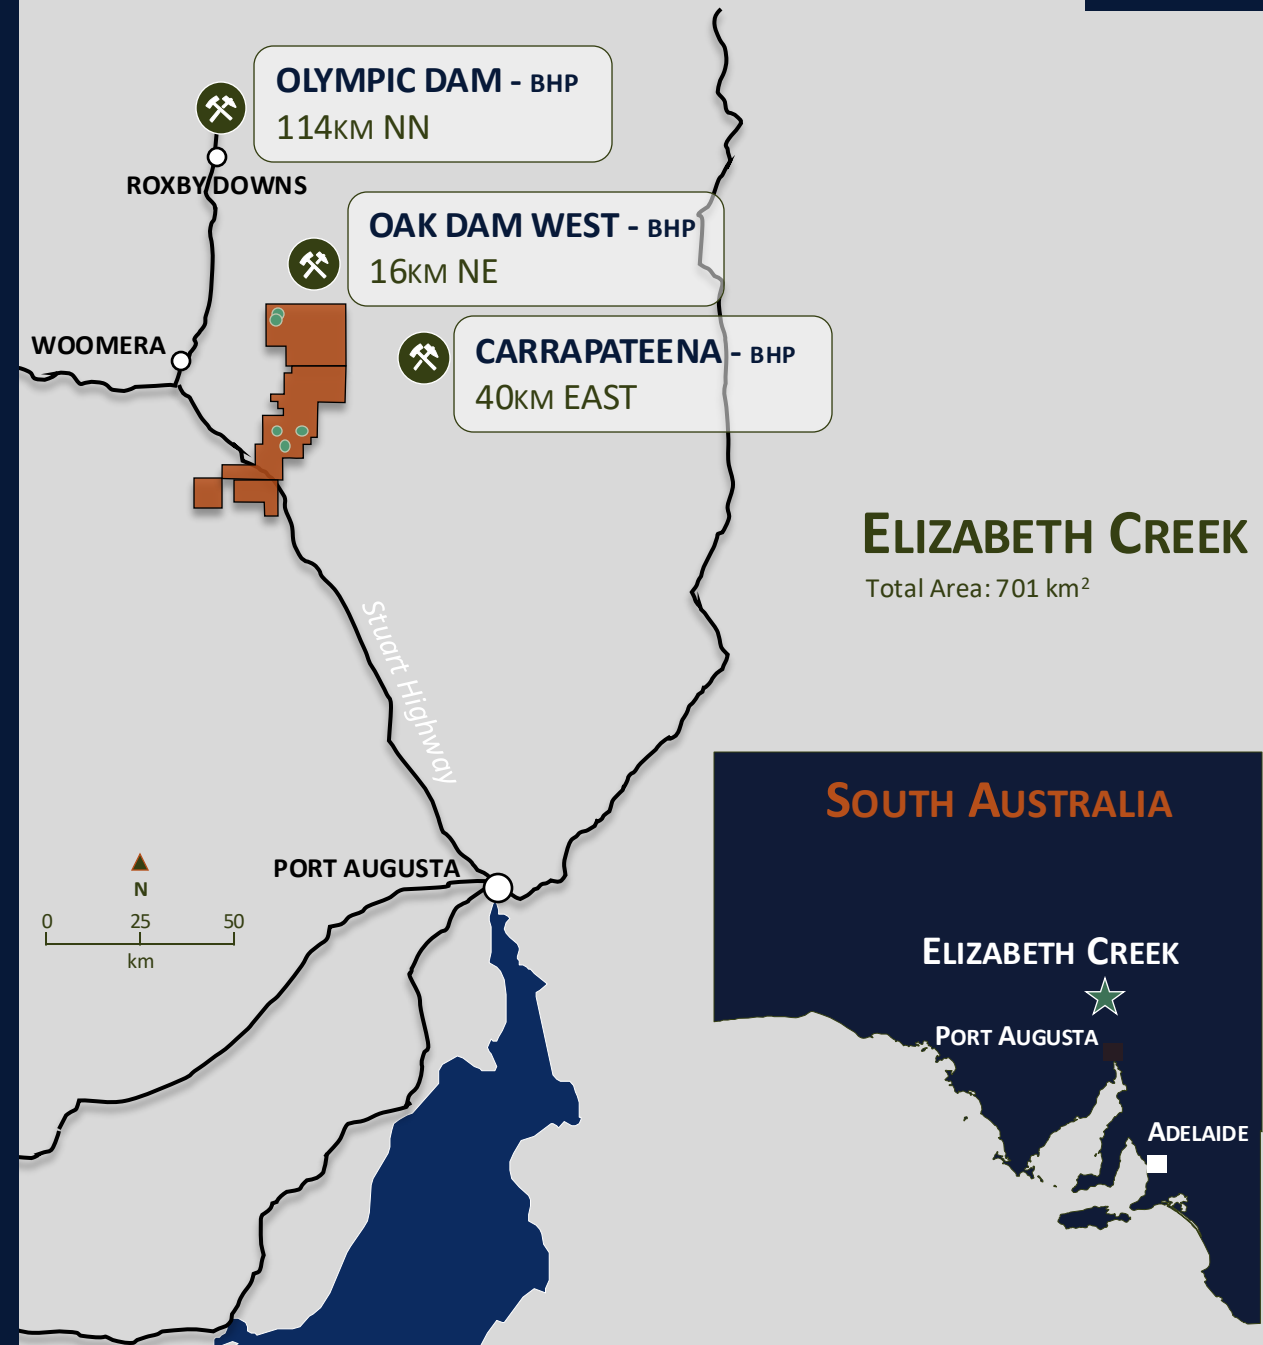 OLYMPIC DAM - BHP
114KM NN
ROXBY DOWNS
OAK DAM WEST - BHP
16KM NE
WOOMERA
CARRAPATEENA - BHP
40KM EAST
ELIZABETH CREEK
Total Area: 701 km²
Stuart Highway
SOUTH AUSTRALIA
PORT AUGUSTA
N
0 25 50
km
ELIZABETH CREEK
PORT AUGUSTA
ADELAIDE